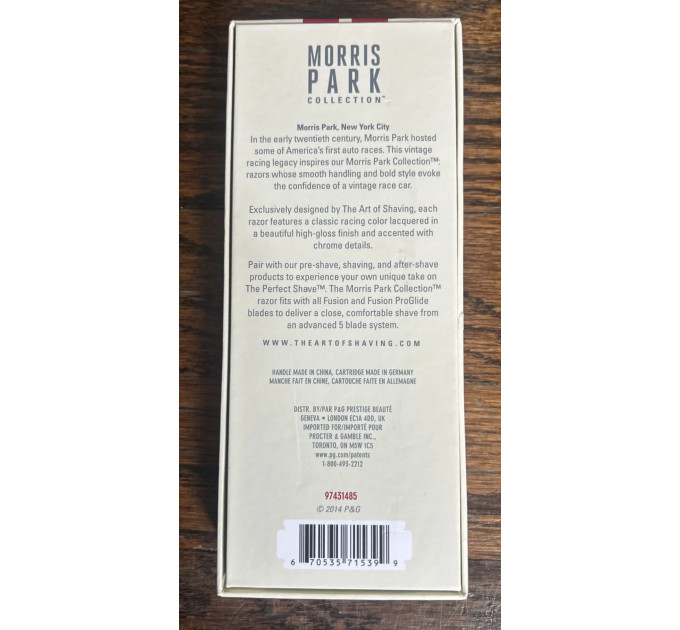 MORRIS
PARK
COLLECTION™
Morris Park, New York City
In the early twentieth century, Morris Park hosted
some of America's first auto races. This vintage
racing legacy inspires our Morris Park Collection™:
razors whose smooth handling and bold style evoke
the confidence of a vintage race car.
Exclusively designed by The Art of Shaving, each
razor features a classic racing color lacquered in
a beautiful high-gloss finish and accented with
chrome details.
Pair with our pre-shave, shaving, and after-shave
products to experience your own unique take on
The Perfect Shave™. The Morris Park Collection™
razor fits with all Fusion and Fusion ProGlide
blades to deliver a close, comfortable shave from
an advanced 5 blade system.
WWW.THEARTOFSHAVING.COM
HANDLE MADE IN CHINA, CARTRIDGE MADE IN GERMANY
MANCHE FAIT EN CHINE, CARTOUCHE FAITE EN ALLEMAGNE
DISTR. BY/PAR P&G PRESTIGE BEAUTÉ
GENEVA • LONDON EC1A 4DD, UK
IMPORTED FOR/IMPORTÉ POUR
PROCTER & GAMBLE INC.,
TORONTO, ON M5W 1C5
www.pg.com/patents
1-800-493-2212
97431485
© 2014 P&G
6 70535 71539 9